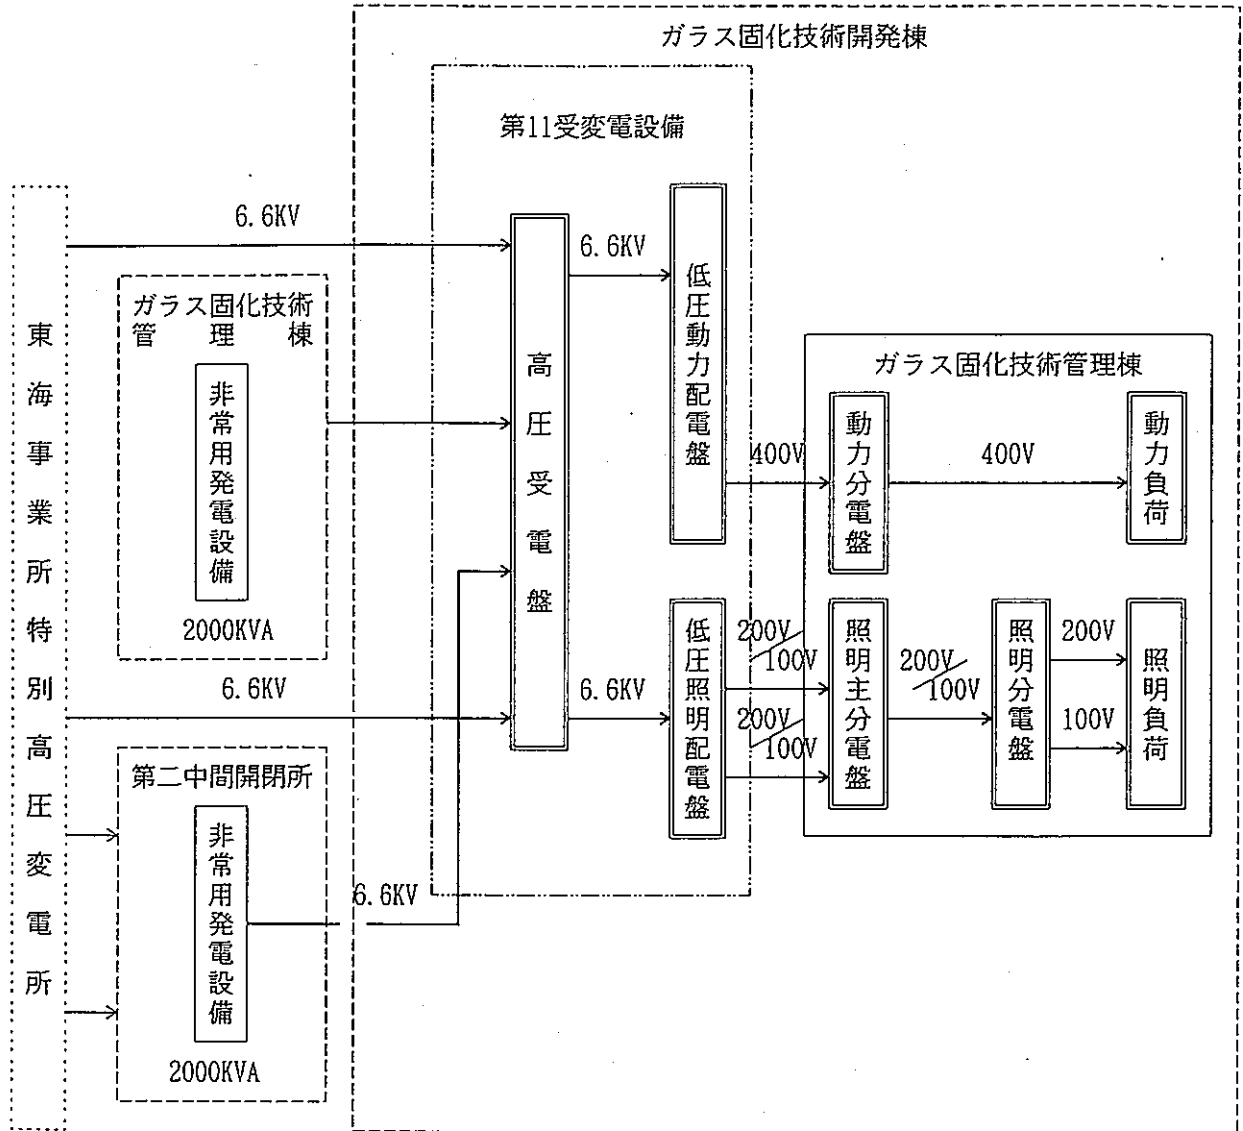 ガラス固化技術開発棟
第11受変電設備
東海事業所特別高圧変電所
6.6KV
ガラス固化技術
管理棟
非常用発電設備
2000KVA
6.6KV
第二中間開閉所
非常用発電設備
2000KVA
6.6KV
高圧受電盤
6.6KV
低圧動力配電盤
6.6KV
低圧照明配電盤
400V
200V
100V
200V
100V
ガラス固化技術管理棟
動力分電盤
400V
動力負荷
照明主分電盤
200V
100V
照明分電盤
200V
100V
照明負荷